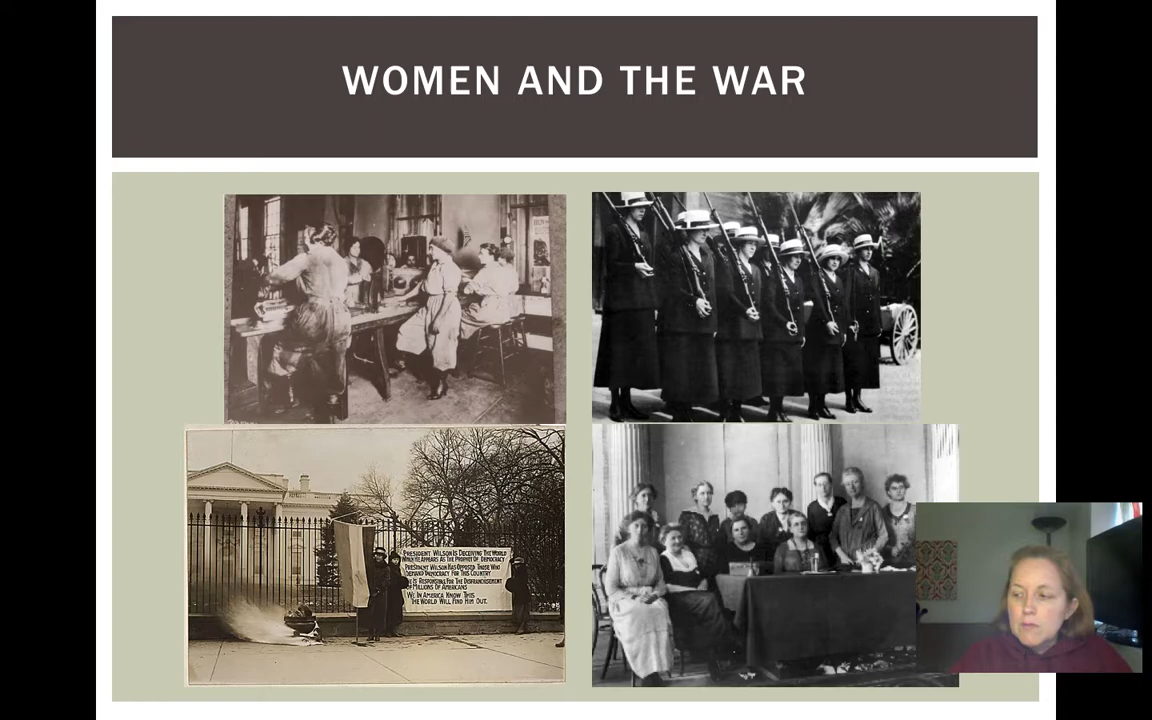 WOMEN AND THE WAR
PRESIDENT WILSON IS DECEIVING THE WORLD
WHEN HE APPEARS AS THE PROPHET OF DEMOCRACY
PRESIDENT WILSON HAS OPPOSED THOSE WHO
DEMAND DEMOCRACY FOR THIS COUNTRY
HE IS RESPONSIBLE FOR THE DISFRANCHISEMENT
OF MILLIONS OF AMERICANS
WE IN AMERICA KNOW THIS
THE WORLD WILL FIND HIM OUT.